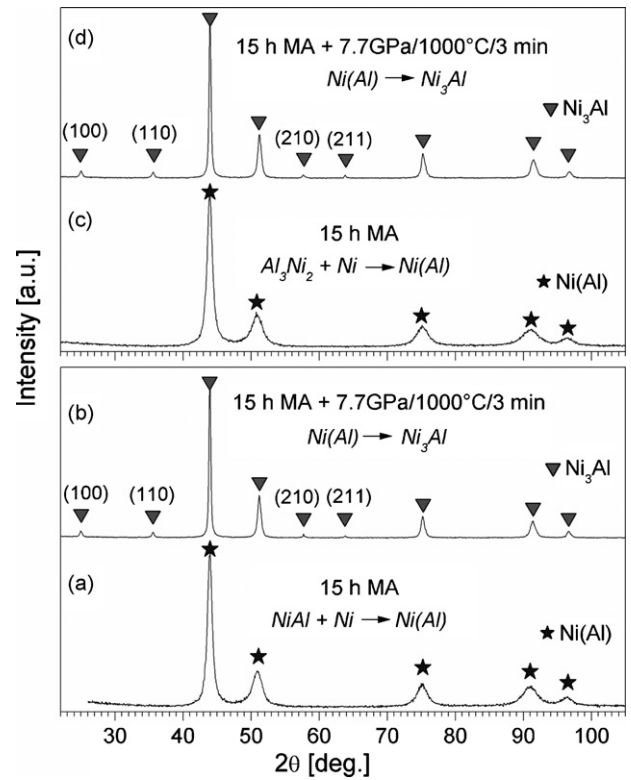 (d)
15 h MA + 7.7GPa/1000°C/3 min
Ni(Al) → Ni₃Al
Ni₃Al
(100)
(110)
(210)
(211)
(c)
15 h MA
Al₃Ni₂ + Ni → Ni(Al)
Ni(Al)
Intensity [a.u.]
(b)
15 h MA + 7.7GPa/1000°C/3 min
Ni(Al) → Ni₃Al
Ni₃Al
(100)
(110)
(210)
(211)
(a)
15 h MA
NiAl + Ni → Ni(Al)
Ni(Al)
30 40 50 60 70 80 90 100
2θ [deg.]